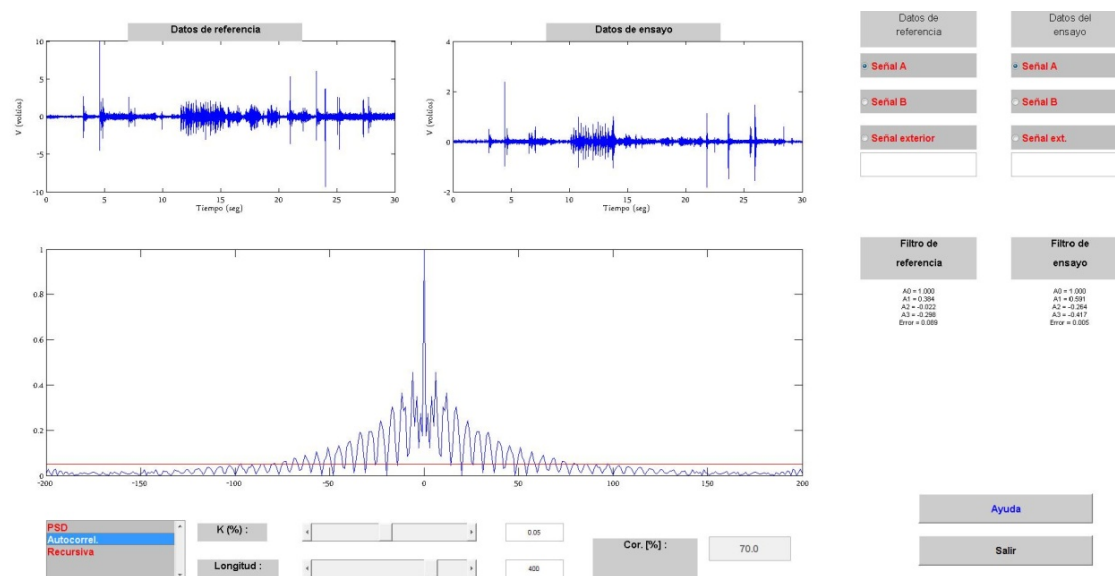 Datos de referencia
10
5
0
-5
-10
V (voltios)
0 5 10 15 20 25 30
Tiempo (seg)
Datos de ensayo
4
2
0
-2
V (voltios)
0 5 10 15 20 25 30
Tiempo (seg)
Datos de
referencia
Señal A
Señal B
Señal exterior
Datos del
ensayo
Señal A
Señal B
Señal ext.
1
0.8
0.6
0.4
0.2
0
-200 -150 -100 -50 0 50 100 150 200
Filtro de
referencia
A0 = 1.000
A1 = 0.384
A2 = -0.022
A3 = -0.298
Error = 0.089
Filtro de
ensayo
A0 = 1.000
A1 = 0.591
A2 = -0.264
A3 = -0.417
Error = 0.005
PSD
Autocorrel.
Recursiva
K (%) :
0.05
Longitud :
400
Cor. [%] :
70.0
Ayuda
Salir